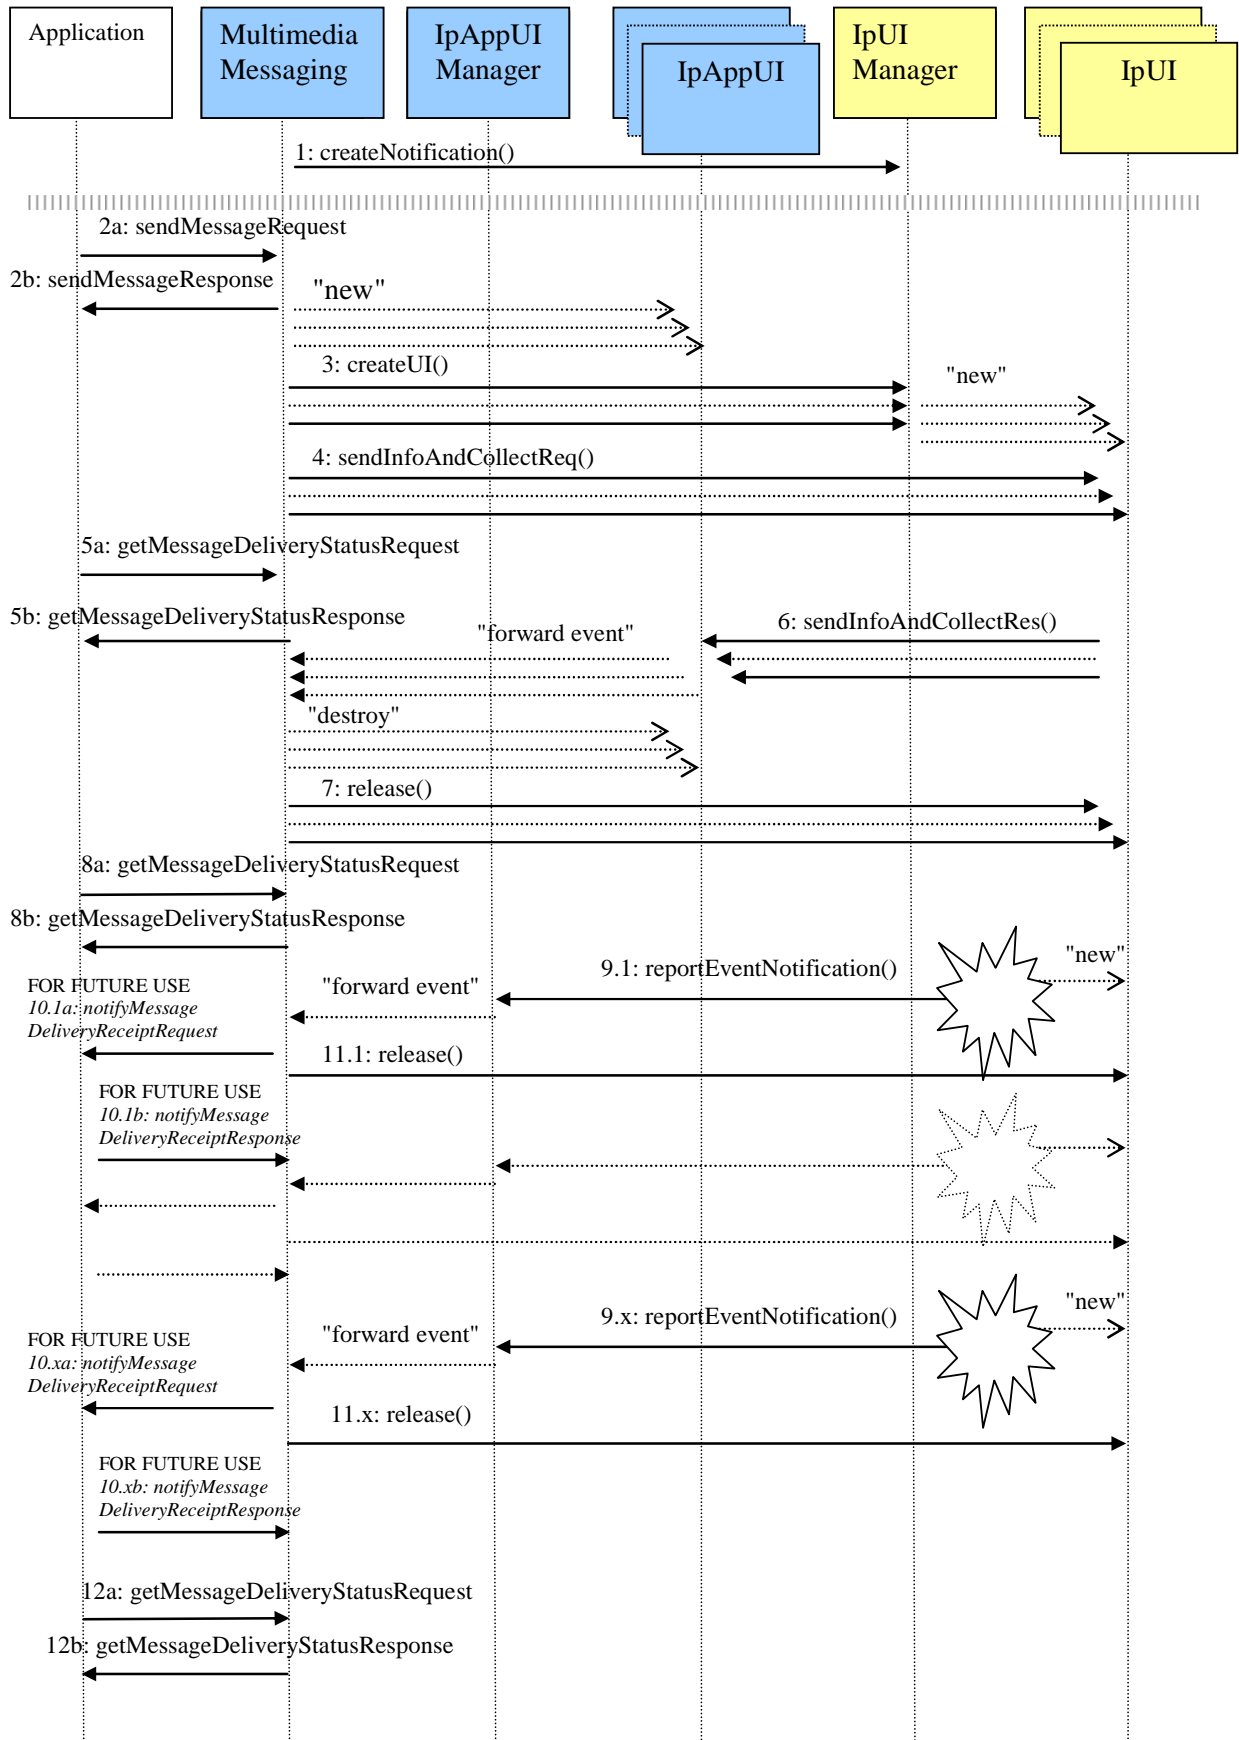 Application
Multimedia
Messaging
IpAppUI
Manager
IpAppUI
IpUI
Manager
IpUI
1: createNotification()
2a: sendMessageRequest
2b: sendMessageResponse
"new"
3: createUI()
"new"
4: sendInfoAndCollectReq()
5a: getMessageDeliveryStatusRequest
5b: getMessageDeliveryStatusResponse
"forward event"
6: sendInfoAndCollectRes()
"destroy"
7: release()
8a: getMessageDeliveryStatusRequest
8b: getMessageDeliveryStatusResponse
9.1: reportEventNotification()
"new"
"forward event"
FOR FUTURE USE
10.1a: notifyMessage
DeliveryReceiptRequest
11.1: release()
FOR FUTURE USE
10.1b: notifyMessage
DeliveryReceiptResponse
9.x: reportEventNotification()
"new"
"forward event"
FOR FUTURE USE
10.xa: notifyMessage
DeliveryReceiptRequest
11.x: release()
FOR FUTURE USE
10.xb: notifyMessage
DeliveryReceiptResponse
12a: getMessageDeliveryStatusRequest
12b: getMessageDeliveryStatusResponse